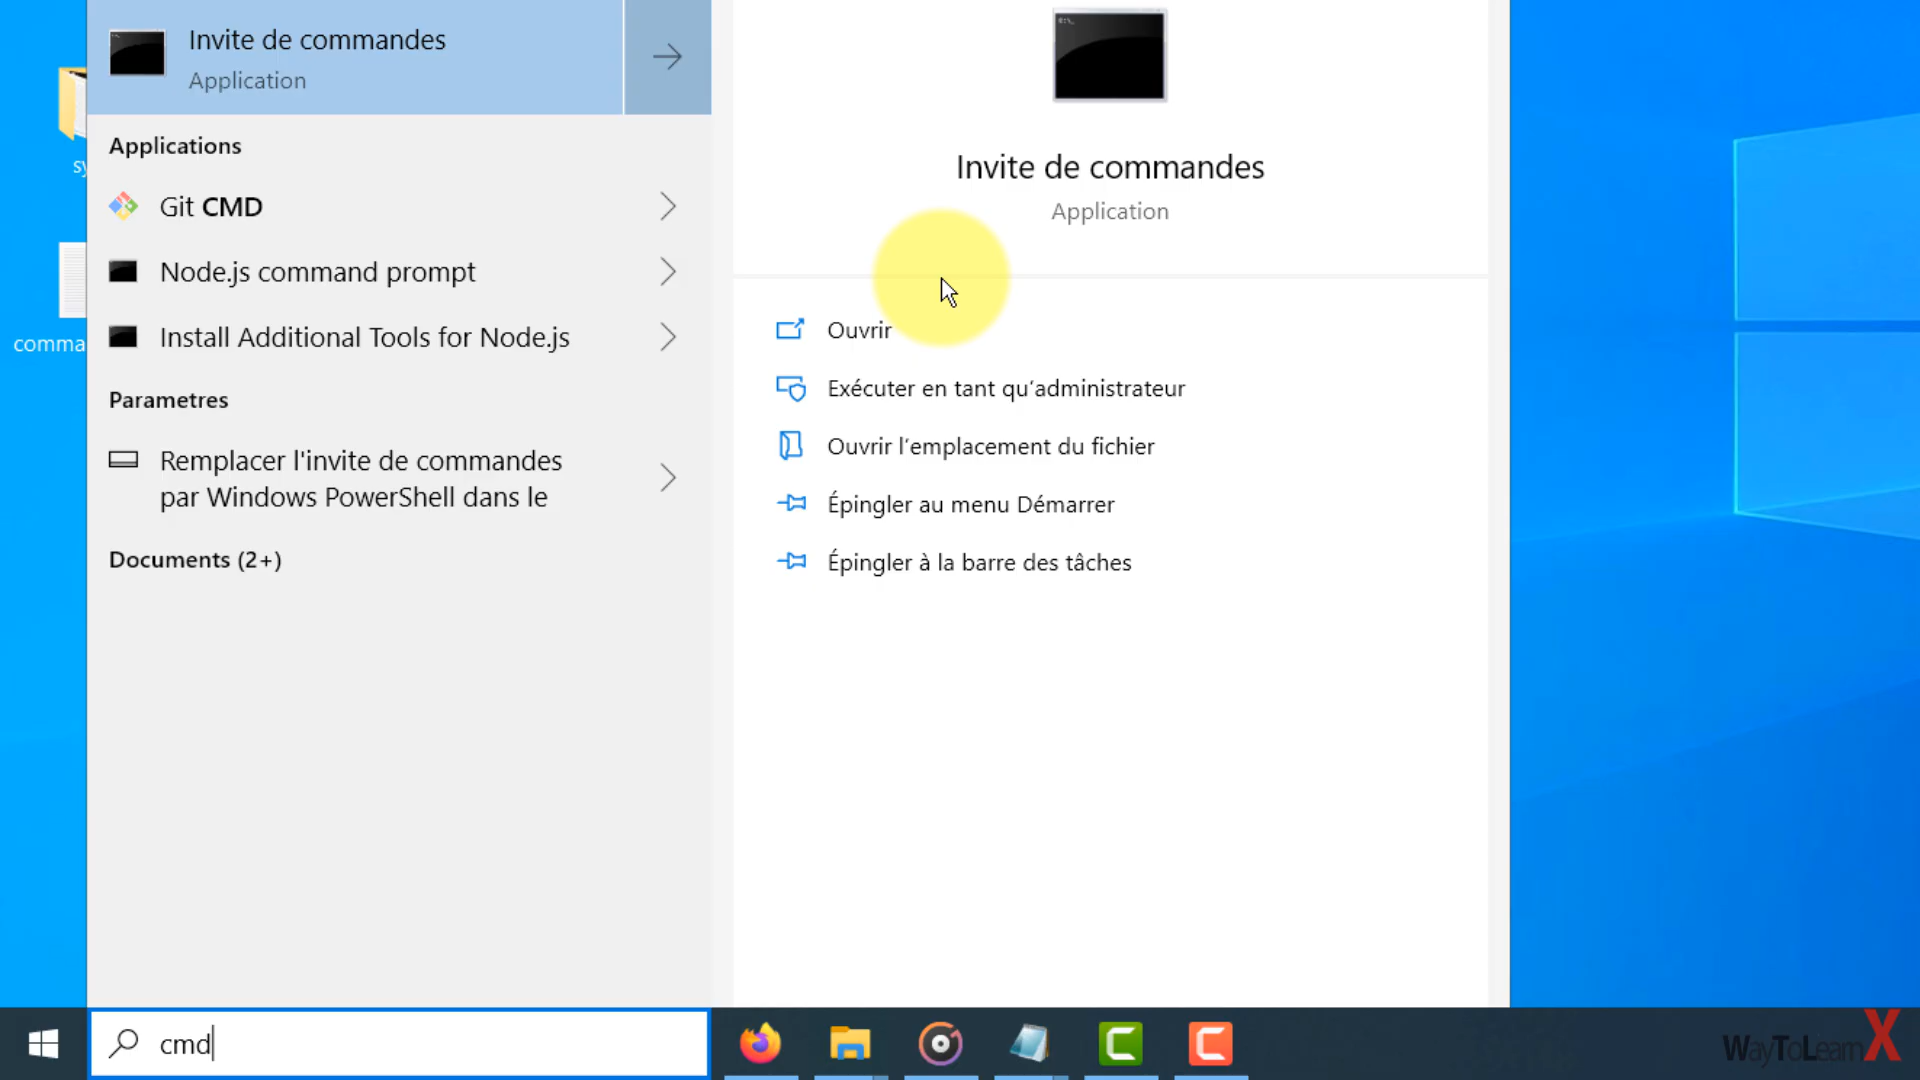 Invite de commandes
Application
Applications
Git CMD
Node.js command prompt
Install Additional Tools for Node.js
Parametres
Remplacer l'invite de commandes
par Windows PowerShell dans le
Documents (2+)
Invite de commandes
Application
Ouvrir
Exécuter en tant qu'administrateur
Ouvrir l'emplacement du fichier
Épingler au menu Démarrer
Épingler à la barre des tâches
sy
comma
cmd
WayToLearnX